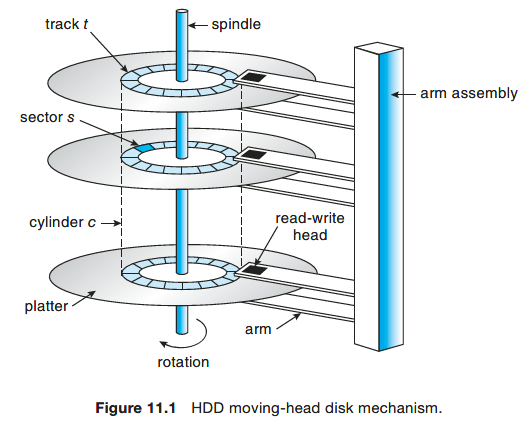 track t
spindle
arm assembly
sector s
cylinder c
read-write
head
platter
arm
rotation
Figure 11.1 HDD moving-head disk mechanism.